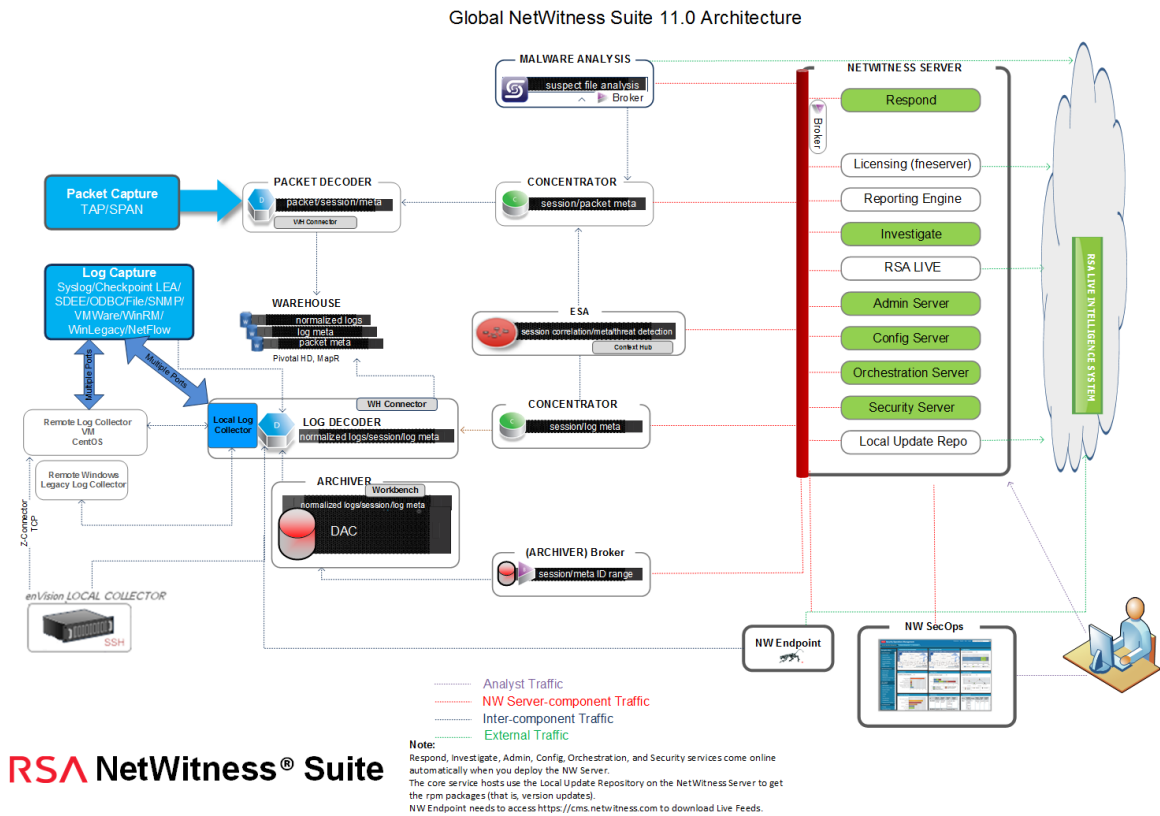 Global NetWitness Suite 11.0 Architecture
MALWARE ANALYSIS
suspect file analysis
Broker
NETWITNESS SERVER
Broker
Respond
Licensing (fneserver)
Reporting Engine
Investigate
RSA LIVE
Admin Server
Config Server
Orchestration Server
Security Server
Local Update Repo
RSA LIVE INTELLIGENCE SYSTEM
Packet Capture
TAP/SPAN
PACKET DECODER
packet/session/meta
WH Connector
CONCENTRATOR
session/packet meta
Log Capture
Syslog/Checkpoint LEA/
SDEE/ODBC/File/SNMP/
VMWare/WinRM/
WinLegacy/NetFlow
WAREHOUSE
normalized logs
log meta
packet meta
Pivotal HD, MapR
ESA
session correlation/meta/threat detection
Context Hub
Multiple Ports
Multiple Ports
Remote Log Collector
VM
CentOS
Local Log
Collector
WH Connector
LOG DECODER
normalized logs/session/log meta
CONCENTRATOR
session/log meta
Remote Windows
Legacy Log Collector
Z-Connector
TCP
ARCHIVER
Workbench
normalized logs/session/log meta
DAC
(ARCHIVER) Broker
session/meta ID range
enVision LOCAL COLLECTOR
SSH
NW Endpoint
NW SecOps
Analyst Traffic
NW Server-component Traffic
Inter-component Traffic
External Traffic
RSA NetWitness® Suite
Note:
Respond, Investigate, Admin, Config, Orchestration, and Security services come online
automatically when you deploy the NW Server.
The core service hosts use the Local Update Repository on the NetWitness Server to get
the rpm packages (that is, version updates).
NW Endpoint needs to access https://cms.netwitness.com to download Live Feeds.